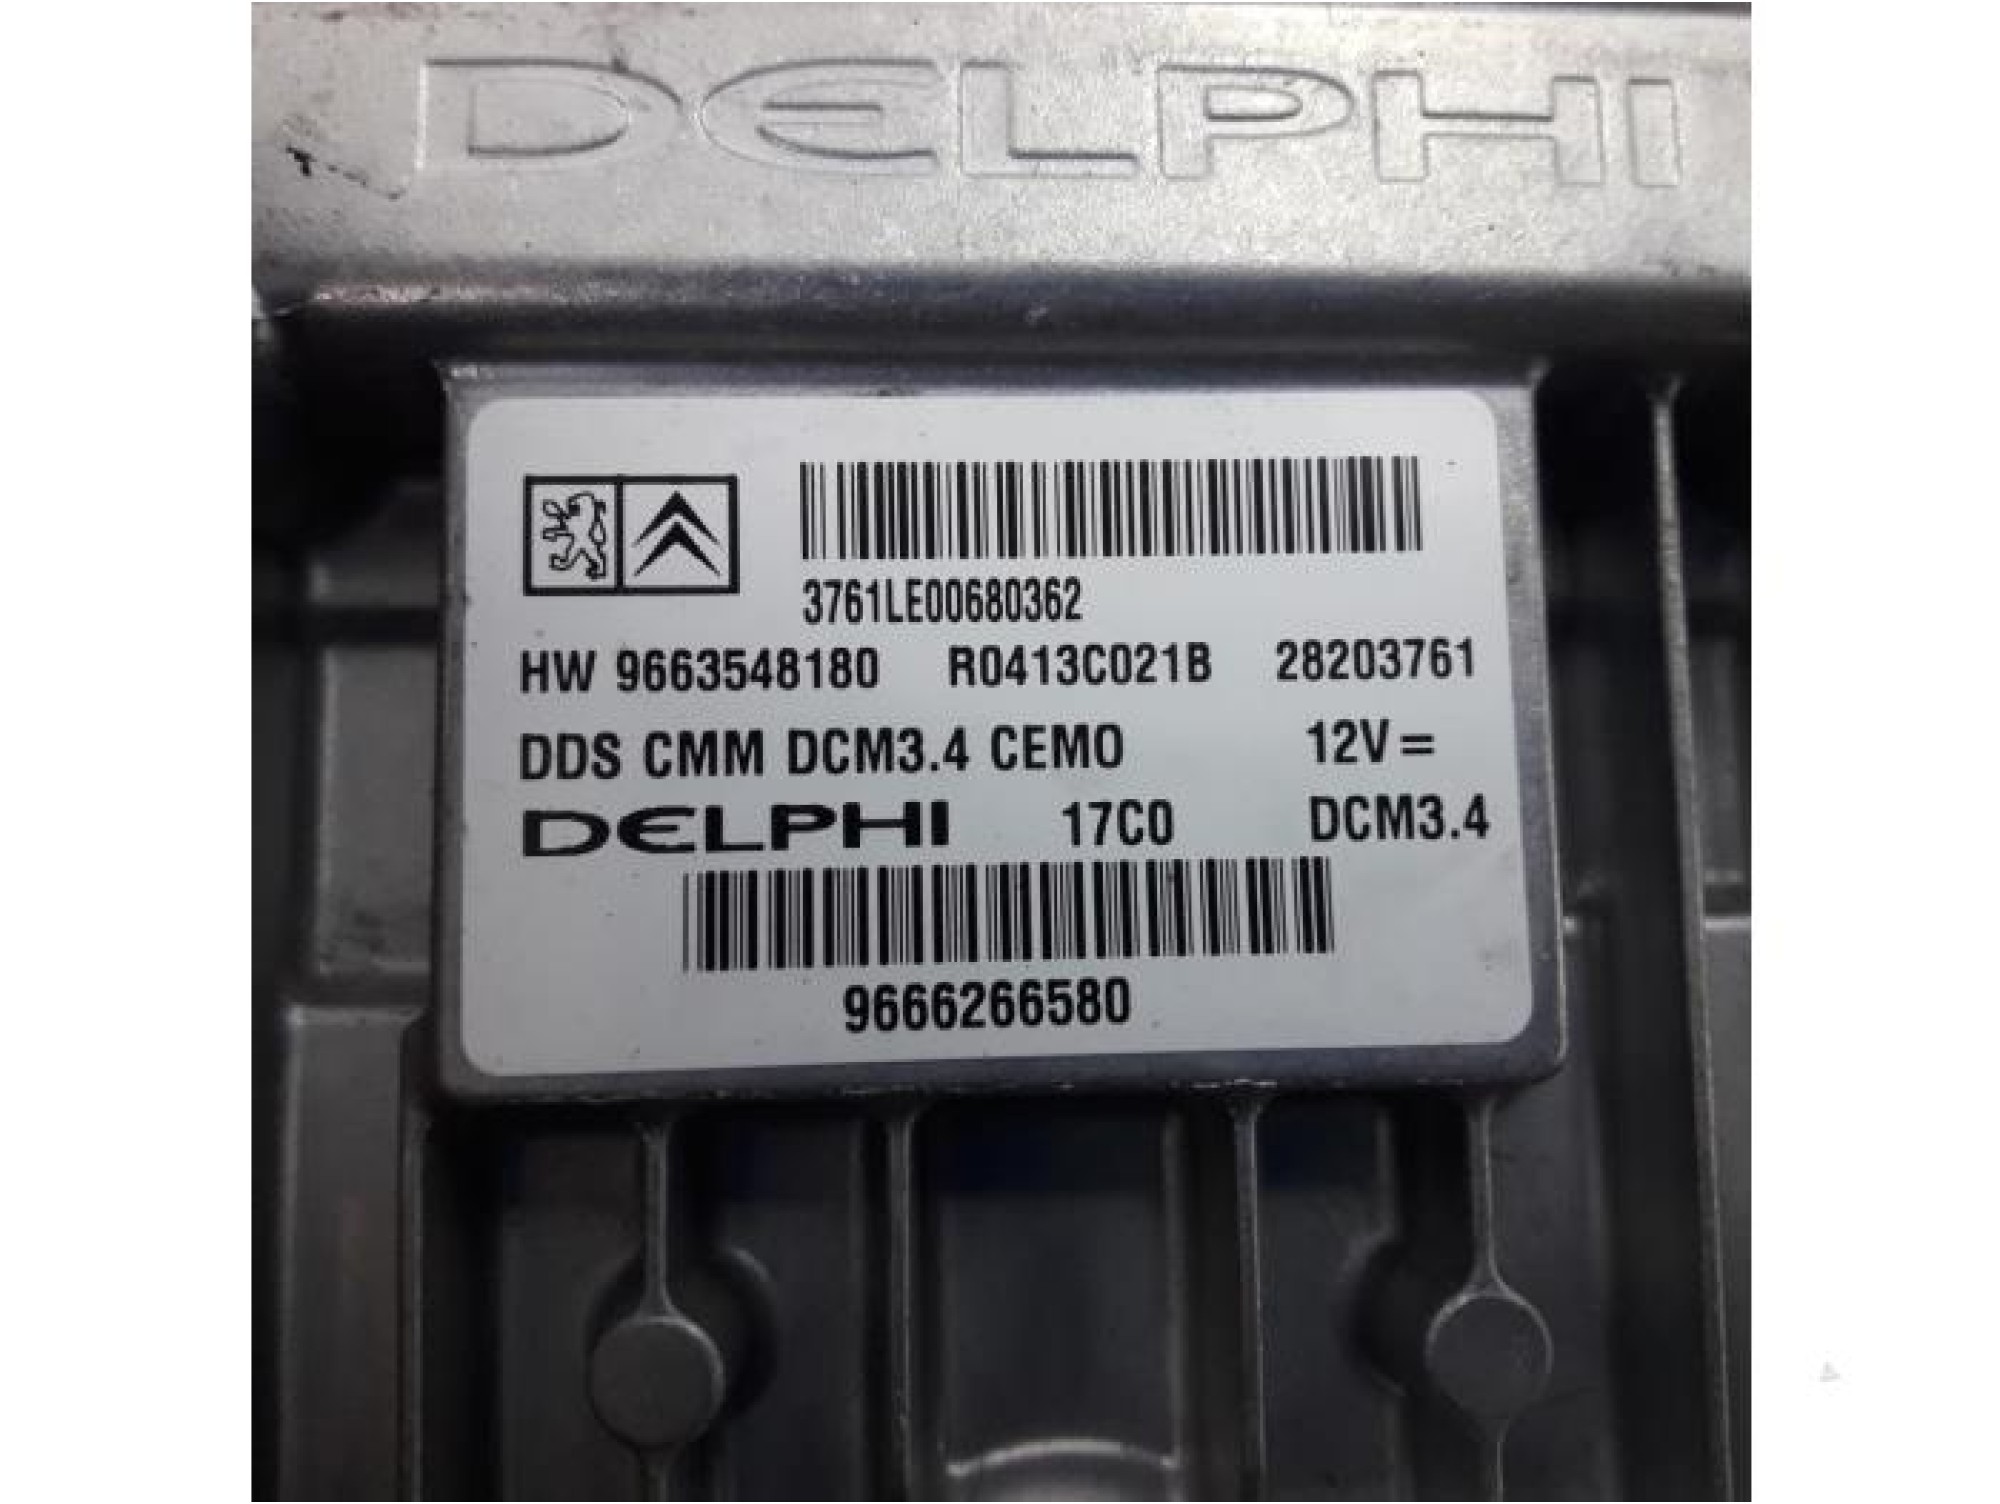 DELPHI
3761LE00680362
HW 9663548180 R0413C021B 28203761
DDS CMM DCM3.4 CEMO 12V=
DELPHI 17C0 DCM3.4
9666266580